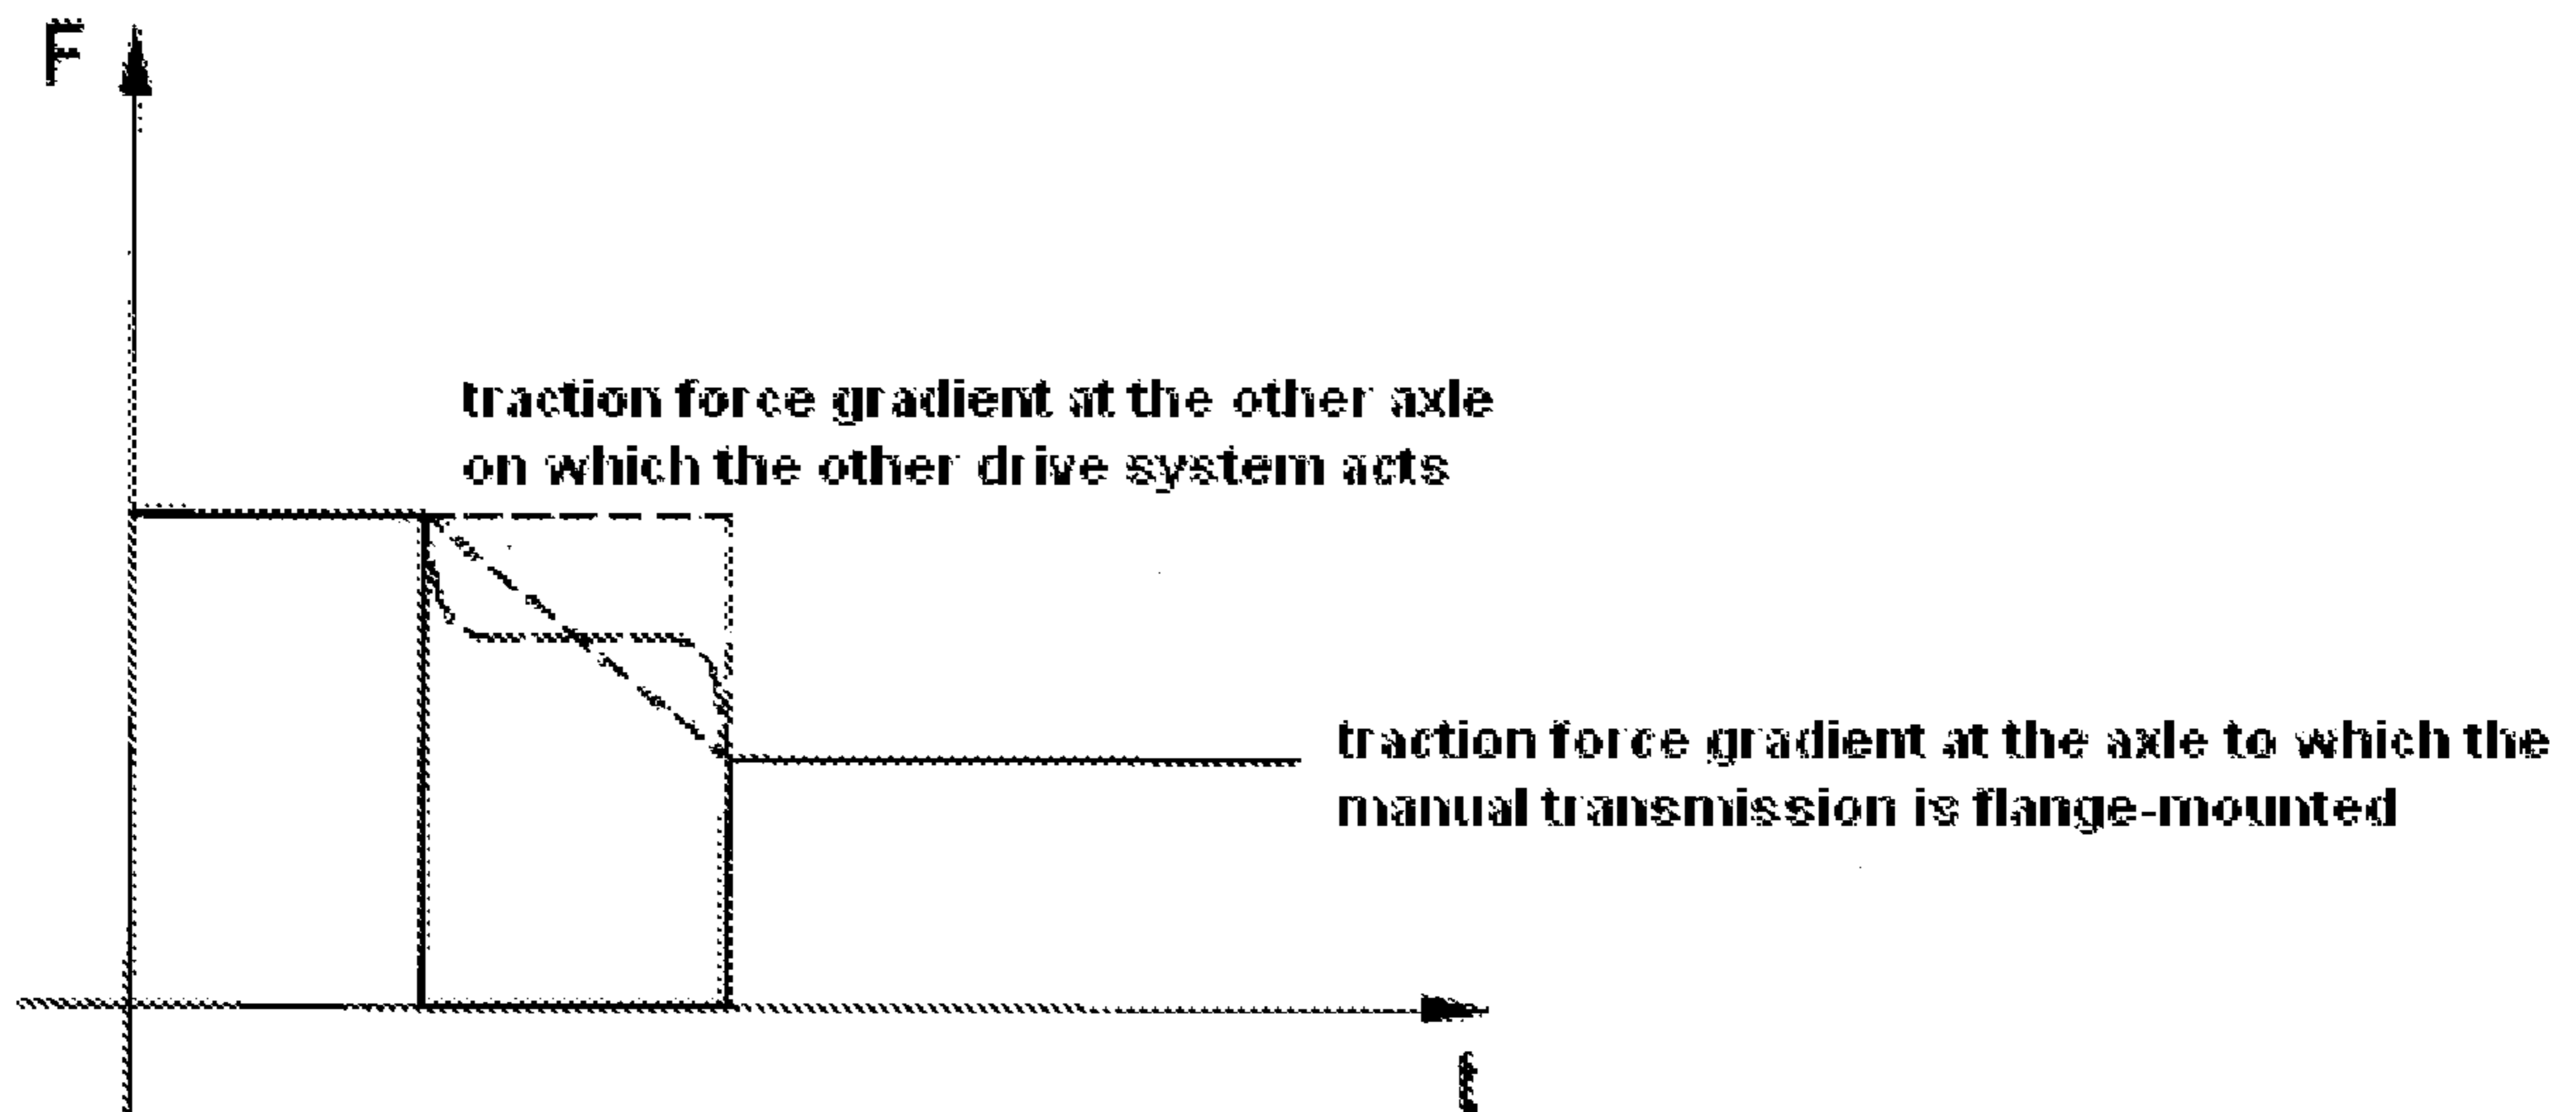 F
traction force gradient at the other axle
on which the other drive system acts
traction force gradient at the axle to which the
manual transmission is flange-mounted
t